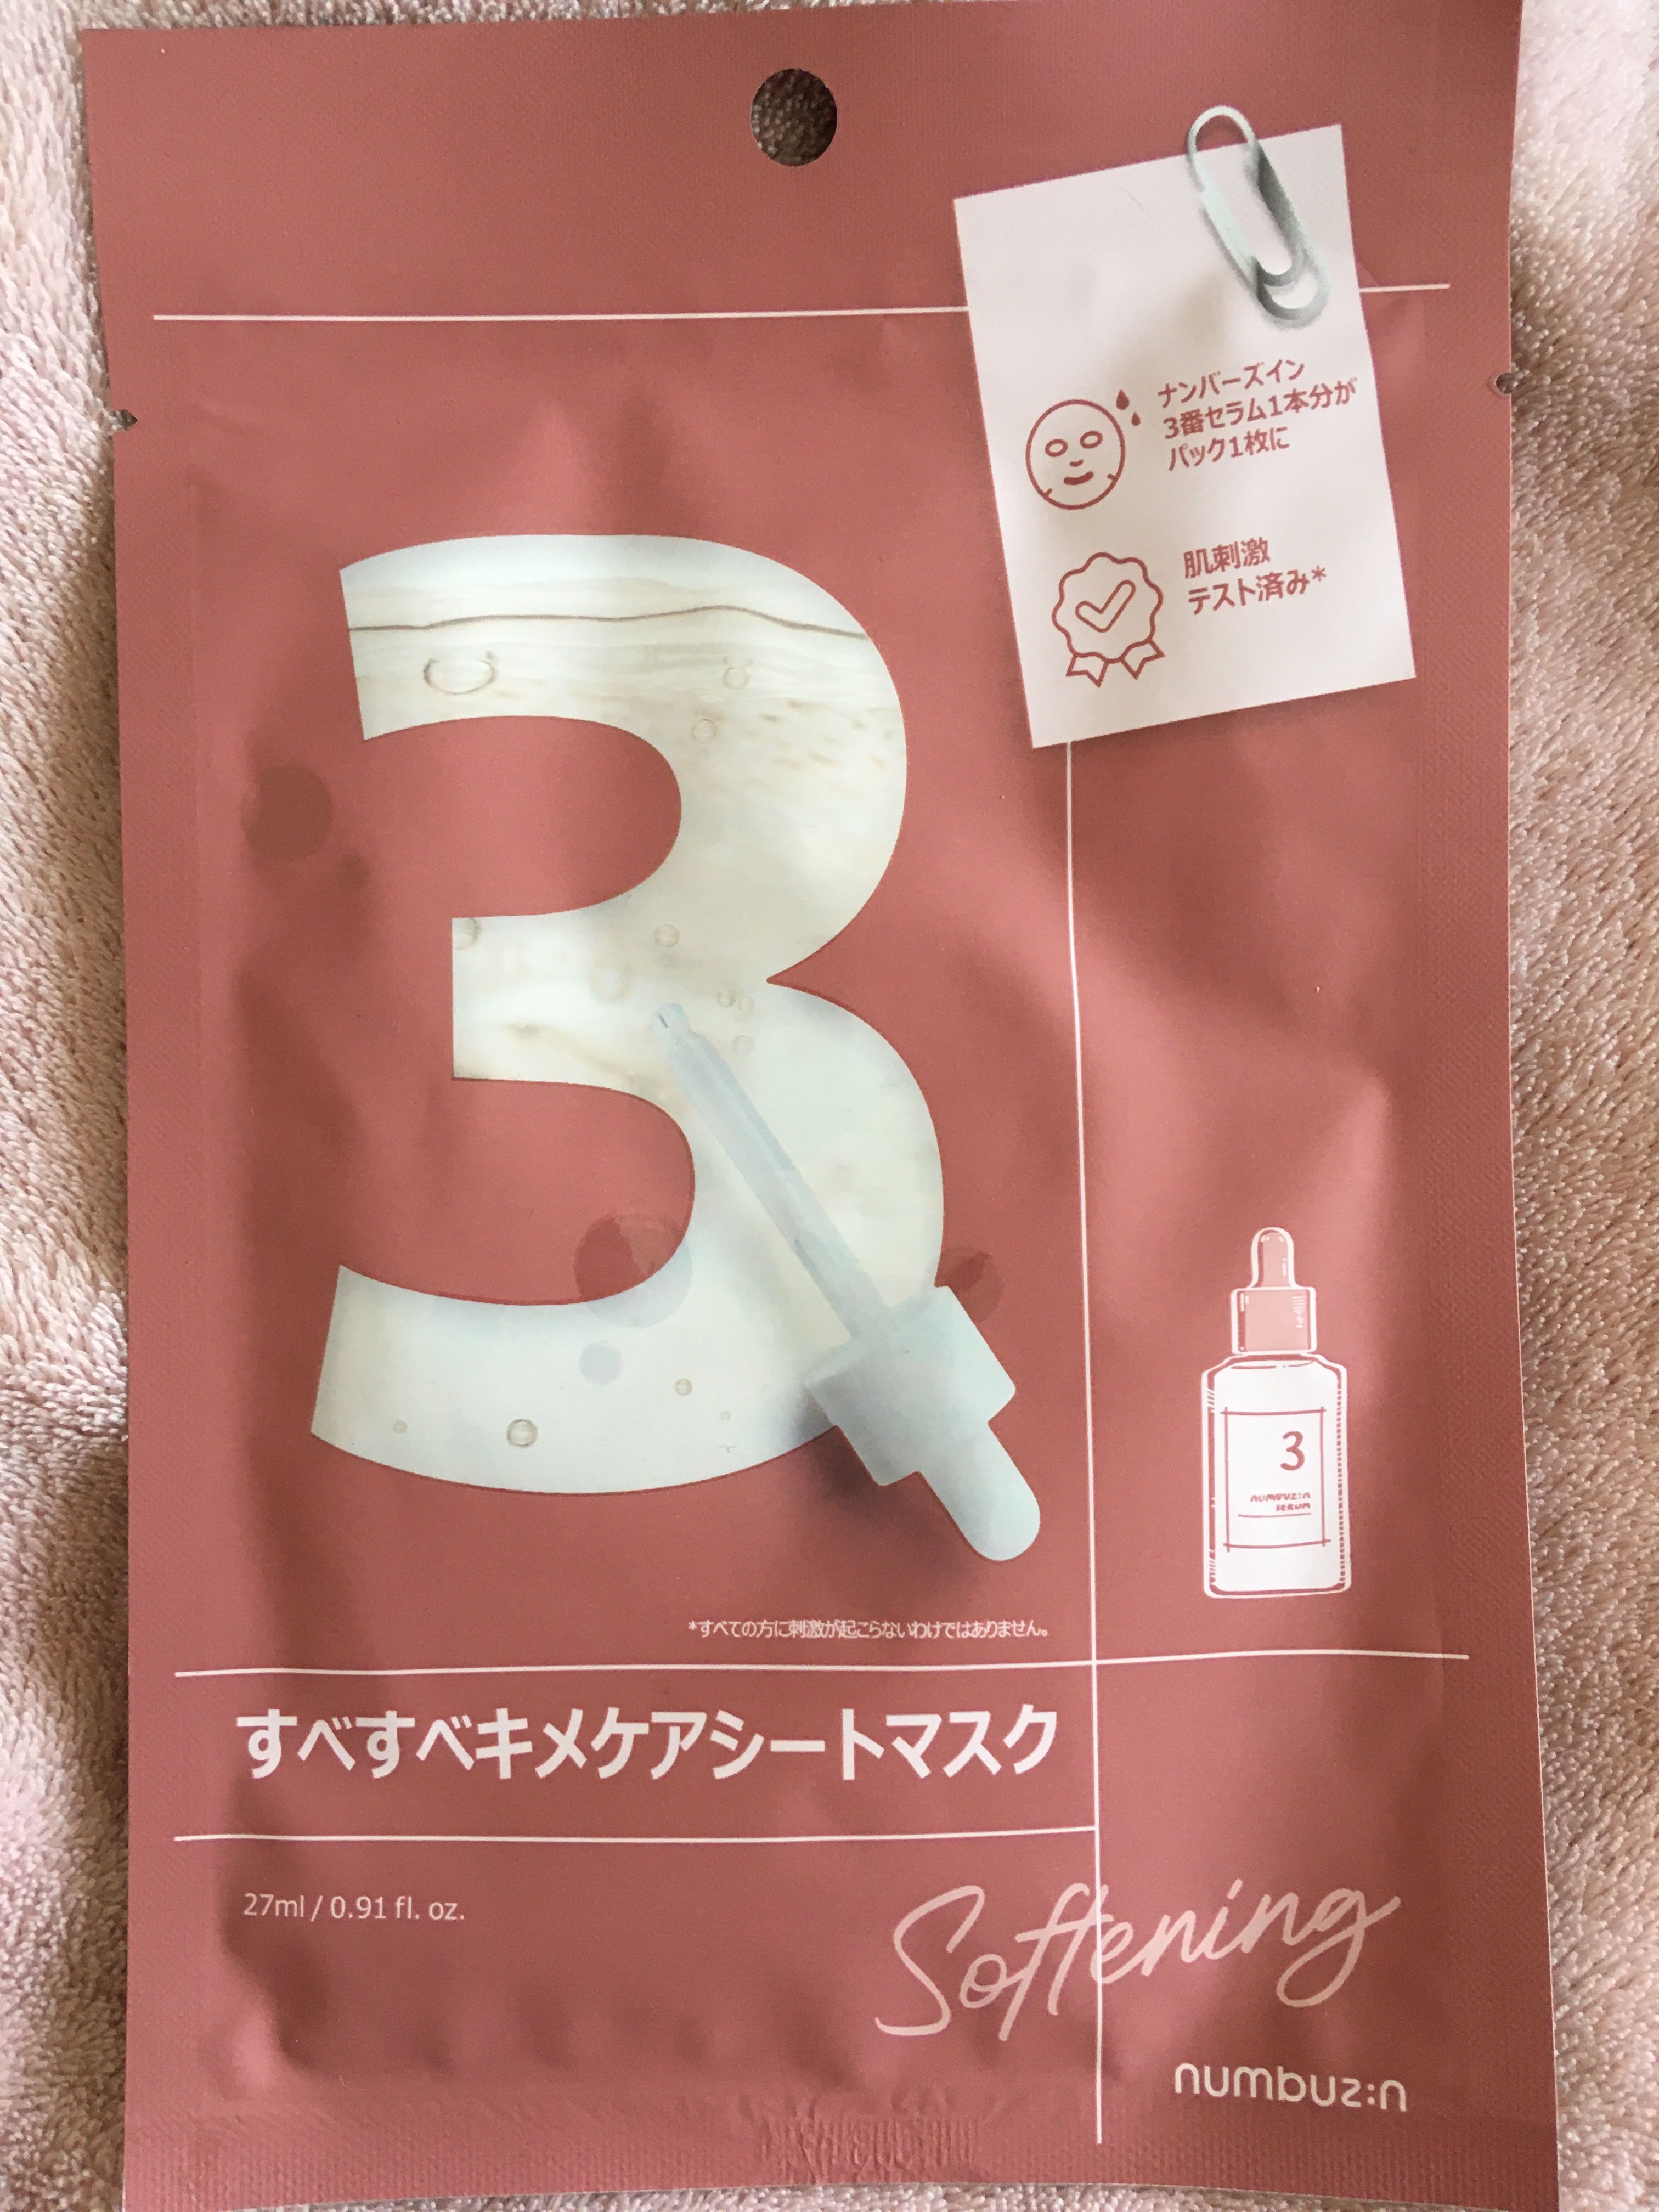 ナンバーズイン
3番セラム1本分が
パック1枚に
肌刺激
テスト済み*
3
3
numbuz:n
SERUM
*すべての方に刺激が起こらないわけではありません。
すべすべキメケアシートマスク
27ml / 0.91 fl. oz.
Softening
numbuz:n